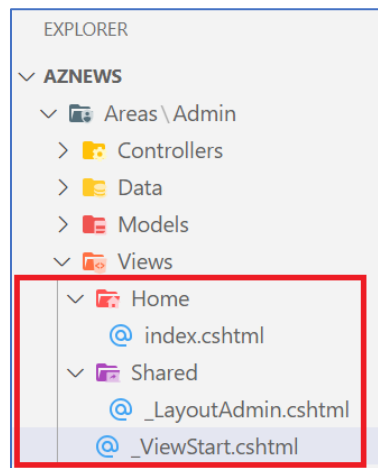 EXPLORER
AZNEWS
Areas\Admin
Controllers
Data
Models
Views
Home
index.cshtml
Shared
_LayoutAdmin.cshtml
_ViewStart.cshtml